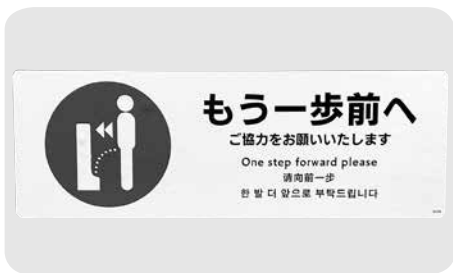 もう一歩前へ
ご協力をお願いいたします
One step forward please
请向前一步
한 발 더 앞으로 부탁드립니다